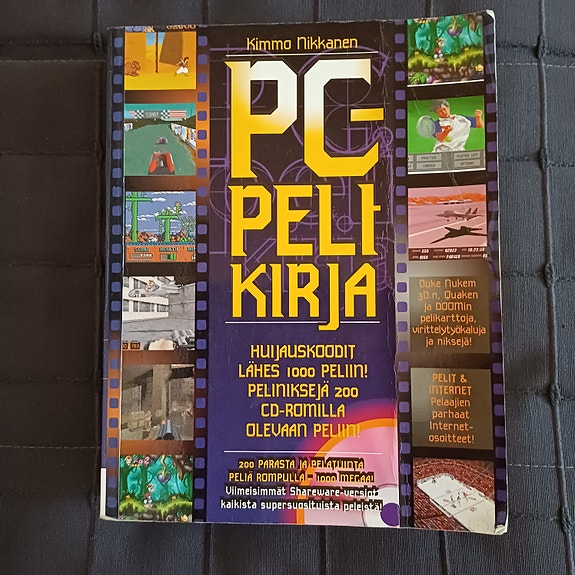 Kimmo Nikkanen
PC-
PELI-
KIRJA
HUIJAUSKOODIT
LÄHES 1000 PELIIN!
PELINIKSEJÄ 200
CD-ROMILLA
OLEVAAN PELIIN!
200 PARASTA JA PELATUINTA
PELIÄ ROMPULLA - 1000 MEGAA!
Viimeisimmät Shareware-versiot
kaikista supersuosituista peleistä!
Duke Nukem
3D:n, Quaken
ja DOOMin
pelikarttoja,
virittelytyökaluja
ja niksejä!
PELIT &
INTERNET
Pelaajien
parhaat
Internet-
osoitteet!